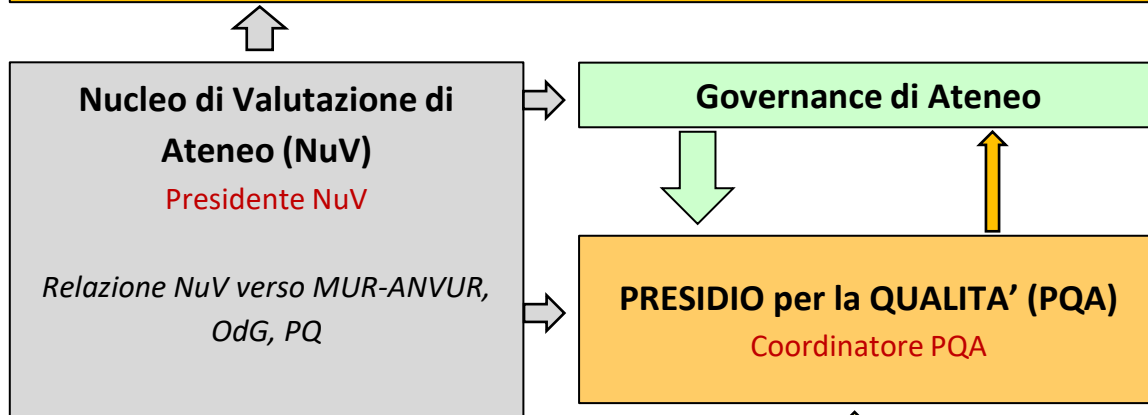 Nucleo di Valutazione di
Ateneo (NuV)
Presidente NuV
Relazione NuV verso MUR-ANVUR,
OdG, PQ
Governance di Ateneo
PRESIDIO per la QUALITA’ (PQA)
Coordinatore PQA